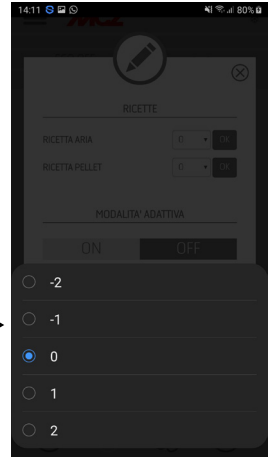 14:11 80%
MCZ
RICETTE
RICETTA ARIA 0 OK
RICETTA PELLET 0 OK
MODALITA' ADATTIVA
ON OFF
-2
-1
0
1
2